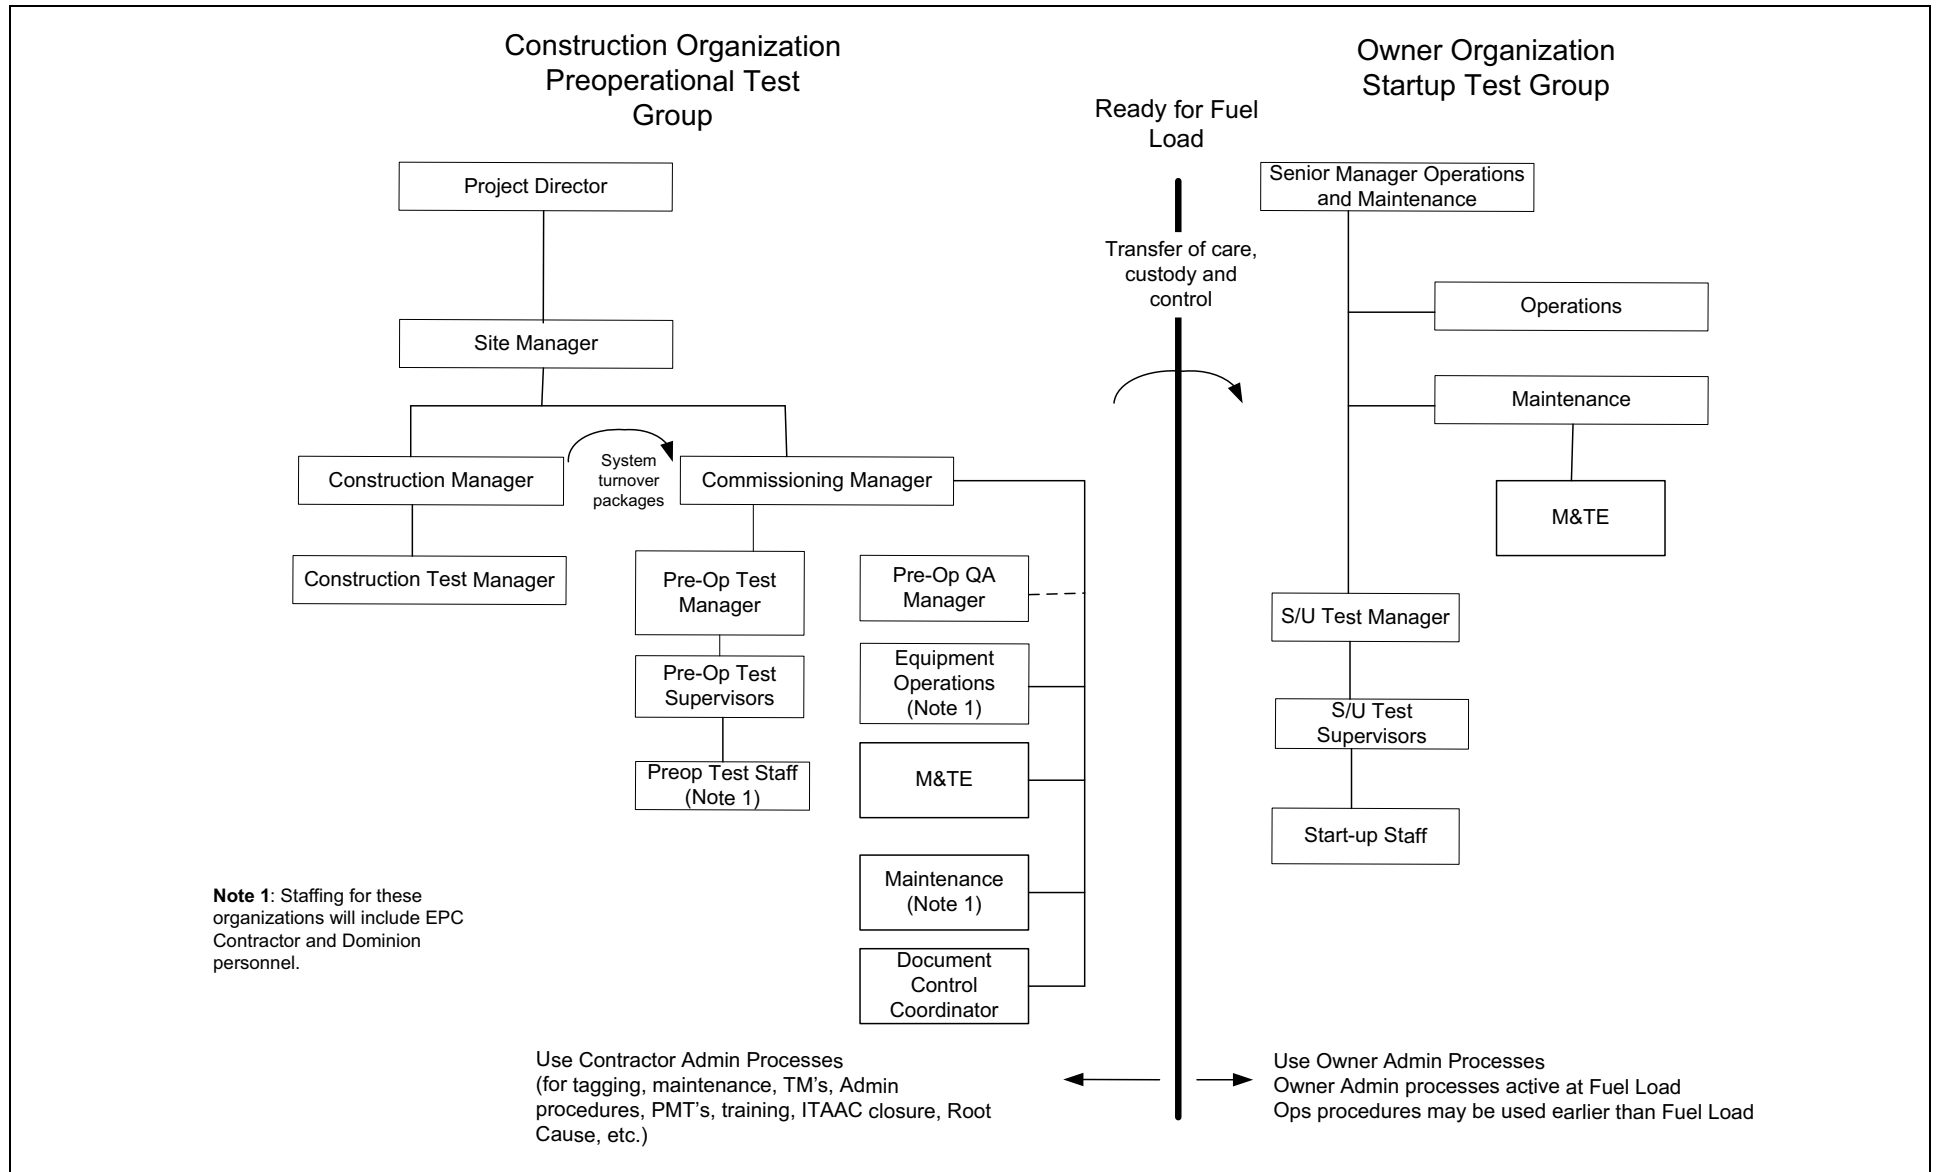 Construction Organization
Preoperational Test
Group
Owner Organization
Startup Test Group
Ready for Fuel
Load
Project Director
Senior Manager Operations
and Maintenance
Transfer of care,
custody and
control
Operations
Site Manager
Maintenance
System
turnover
packages
Construction Manager
Commissioning Manager
M&TE
Construction Test Manager
Pre-Op Test
Manager
Pre-Op QA
Manager
S/U Test Manager
Pre-Op Test
Supervisors
Equipment
Operations
(Note 1)
S/U Test
Supervisors
Preop Test Staff
(Note 1)
M&TE
Start-up Staff
Maintenance
(Note 1)
Note 1: Staffing for these
organizations will include EPC
Contractor and Dominion
personnel.
Document
Control
Coordinator
Use Contractor Admin Processes
(for tagging, maintenance, TM's, Admin
procedures, PMT's, training, ITAAC closure, Root
Cause, etc.)
Use Owner Admin Processes
Owner Admin processes active at Fuel Load
Ops procedures may be used earlier than Fuel Load